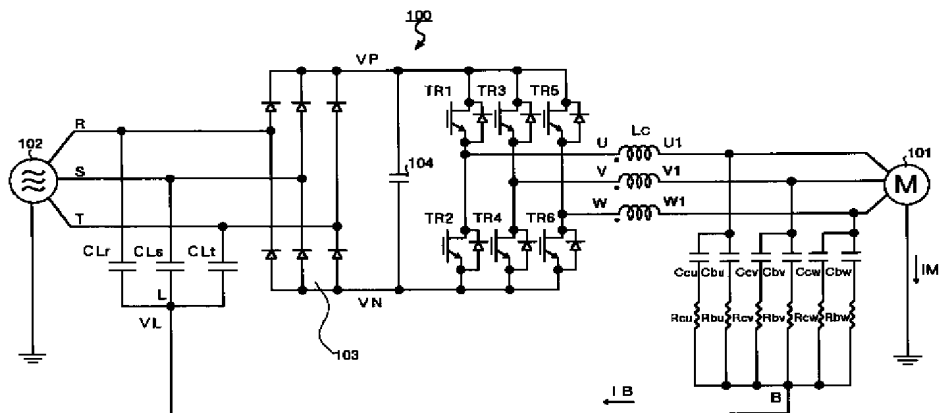 100
VP
TR1 TR3 TR5
R
Lc
102
U U1
101
104
S
V V1
M
T
W W1
TR2 TR4 TR6
CLr CLs CLt
Ccu Cbu Ccv Cbv Ccw Cbw
IM
L
VN
VL
Rcu Rbu Rcv Rbv Rcw Rbw
103
IB
B